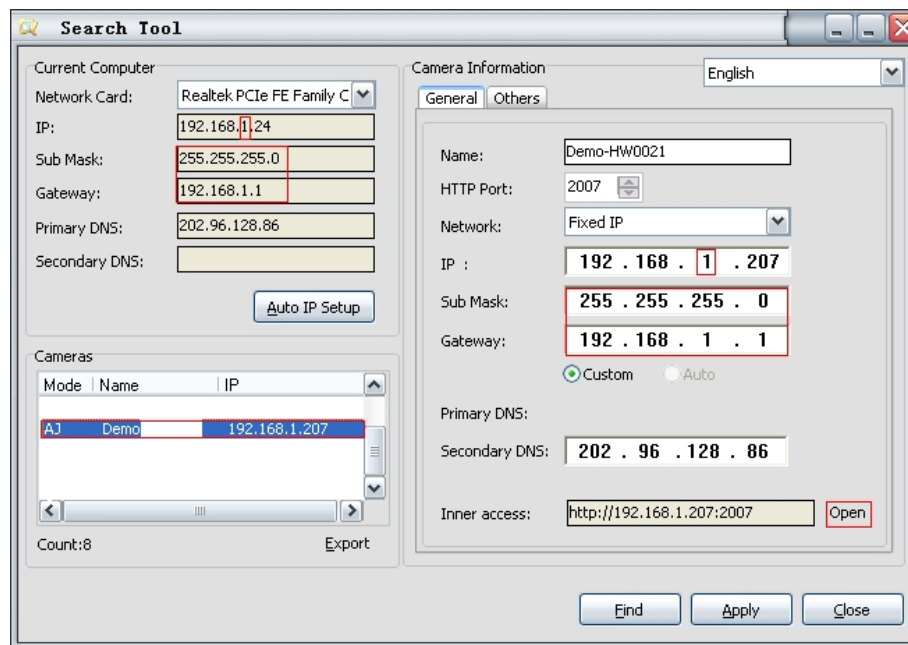 Search Tool
Current Computer
Network Card: Realtek PCIe FE Family C
IP: 192.168.1.24
Sub Mask: 255.255.255.0
Gateway: 192.168.1.1
Primary DNS: 202.96.128.86
Secondary DNS:
Auto IP Setup
Cameras
Mode Name IP
AJ Demo 192.168.1.207
Count:8 Export
Camera Information English
General Others
Name: Demo-HW0021
HTTP Port: 2007
Network: Fixed IP
IP : 192 . 168 . 1 . 207
Sub Mask: 255 . 255 . 255 . 0
Gateway: 192 . 168 . 1 . 1
Custom Auto
Primary DNS:
Secondary DNS: 202 . 96 . 128 . 86
Inner access: http://192.168.1.207:2007 Open
Find Apply Close